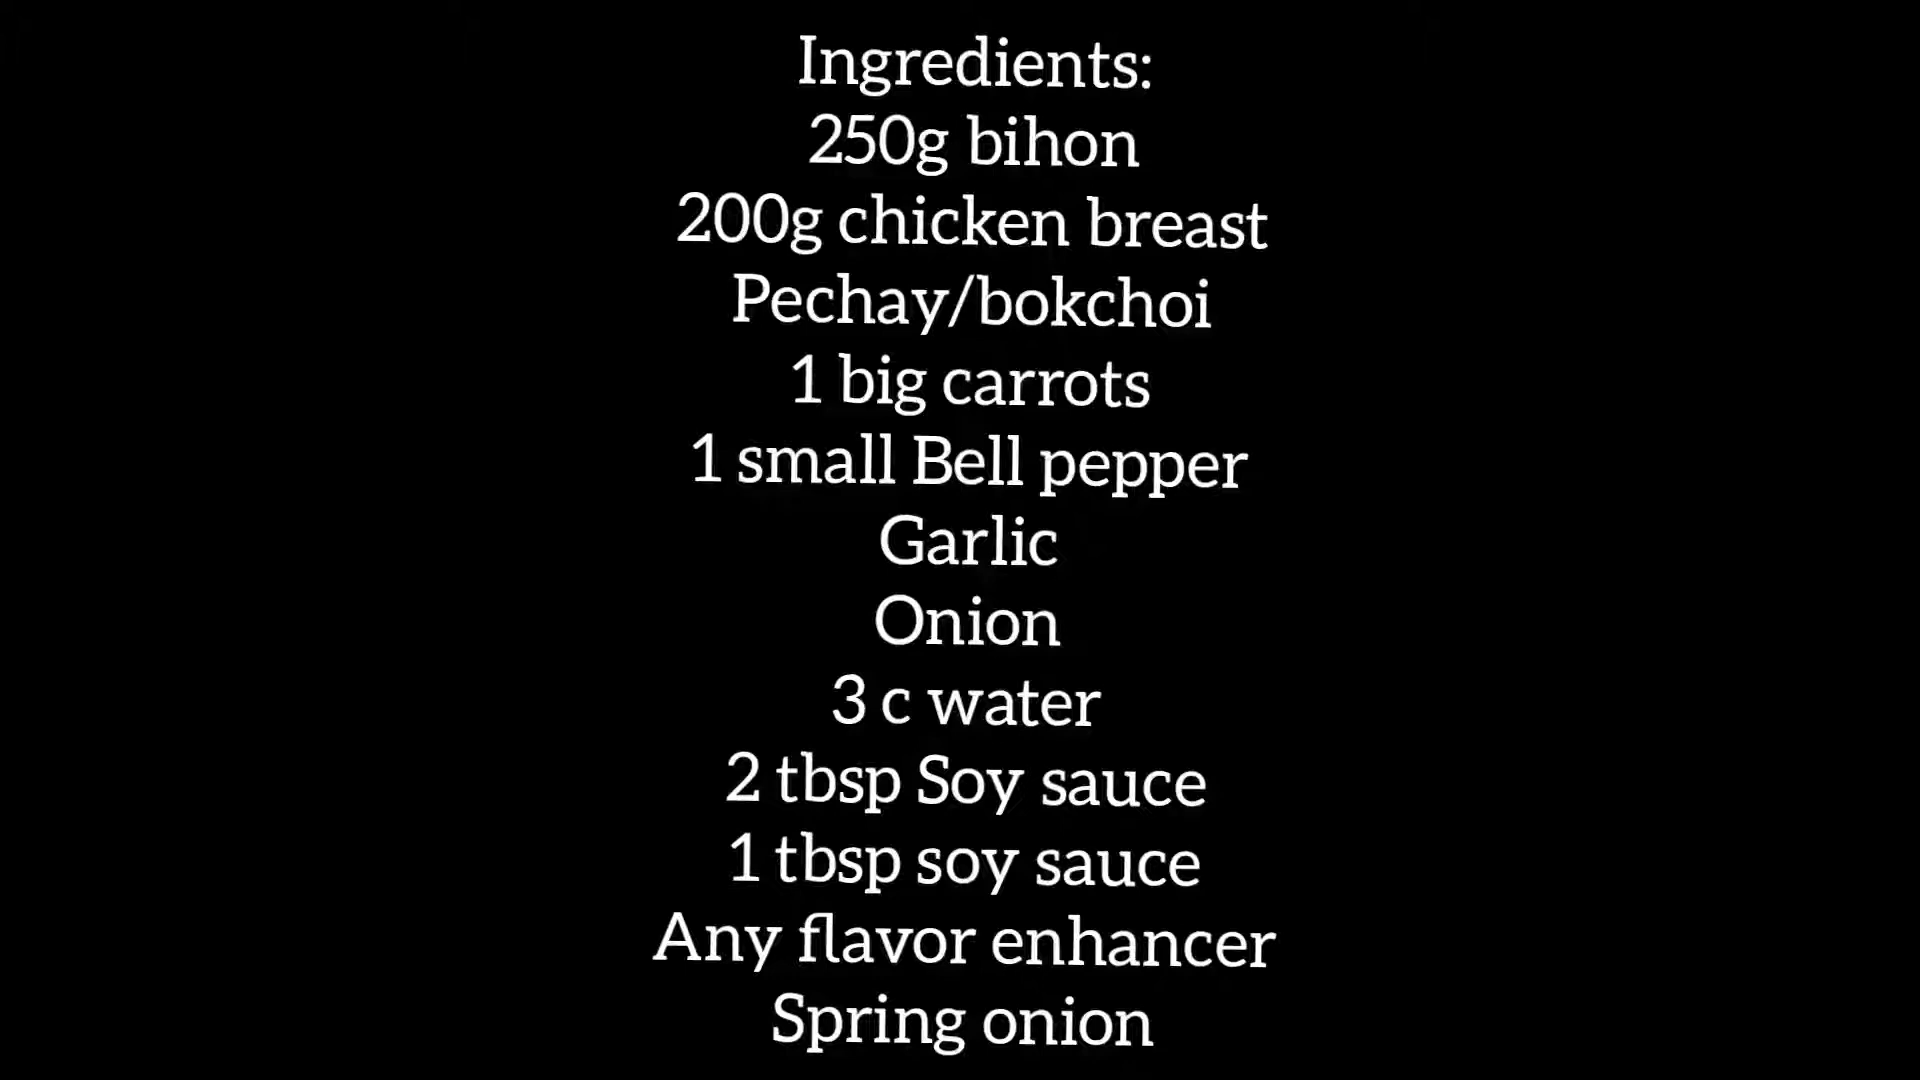 Ingredients:
250g bihon
200g chicken breast
Pechay/bokchoi
1 big carrots
1 small Bell pepper
Garlic
Onion
3 c water
2 tbsp Soy sauce
1 tbsp soy sauce
Any flavor enhancer
Spring onion